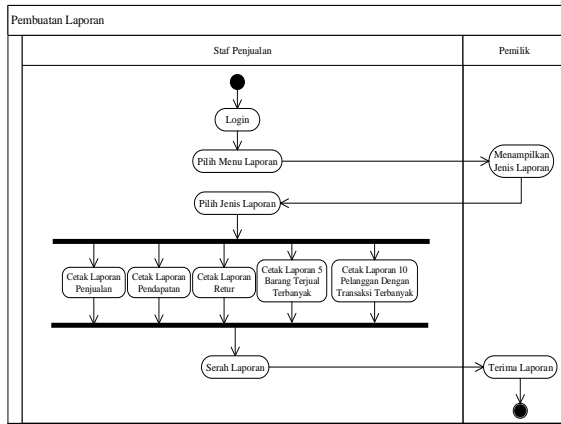 Pembuatan Laporan
Staf Penjualan
Pemilik
Login
Pilih Menu Laporan
Menampilkan
Jenis Laporan
Pilih Jenis Laporan
Cetak Laporan
Penjualan
Cetak Laporan
Pendapatan
Cetak Laporan
Retur
Cetak Laporan 5
Barang Terjual
Terbanyak
Cetak Laporan 10
Pelanggan Dengan
Transaksi Terbanyak
Serah Laporan
Terima Laporan